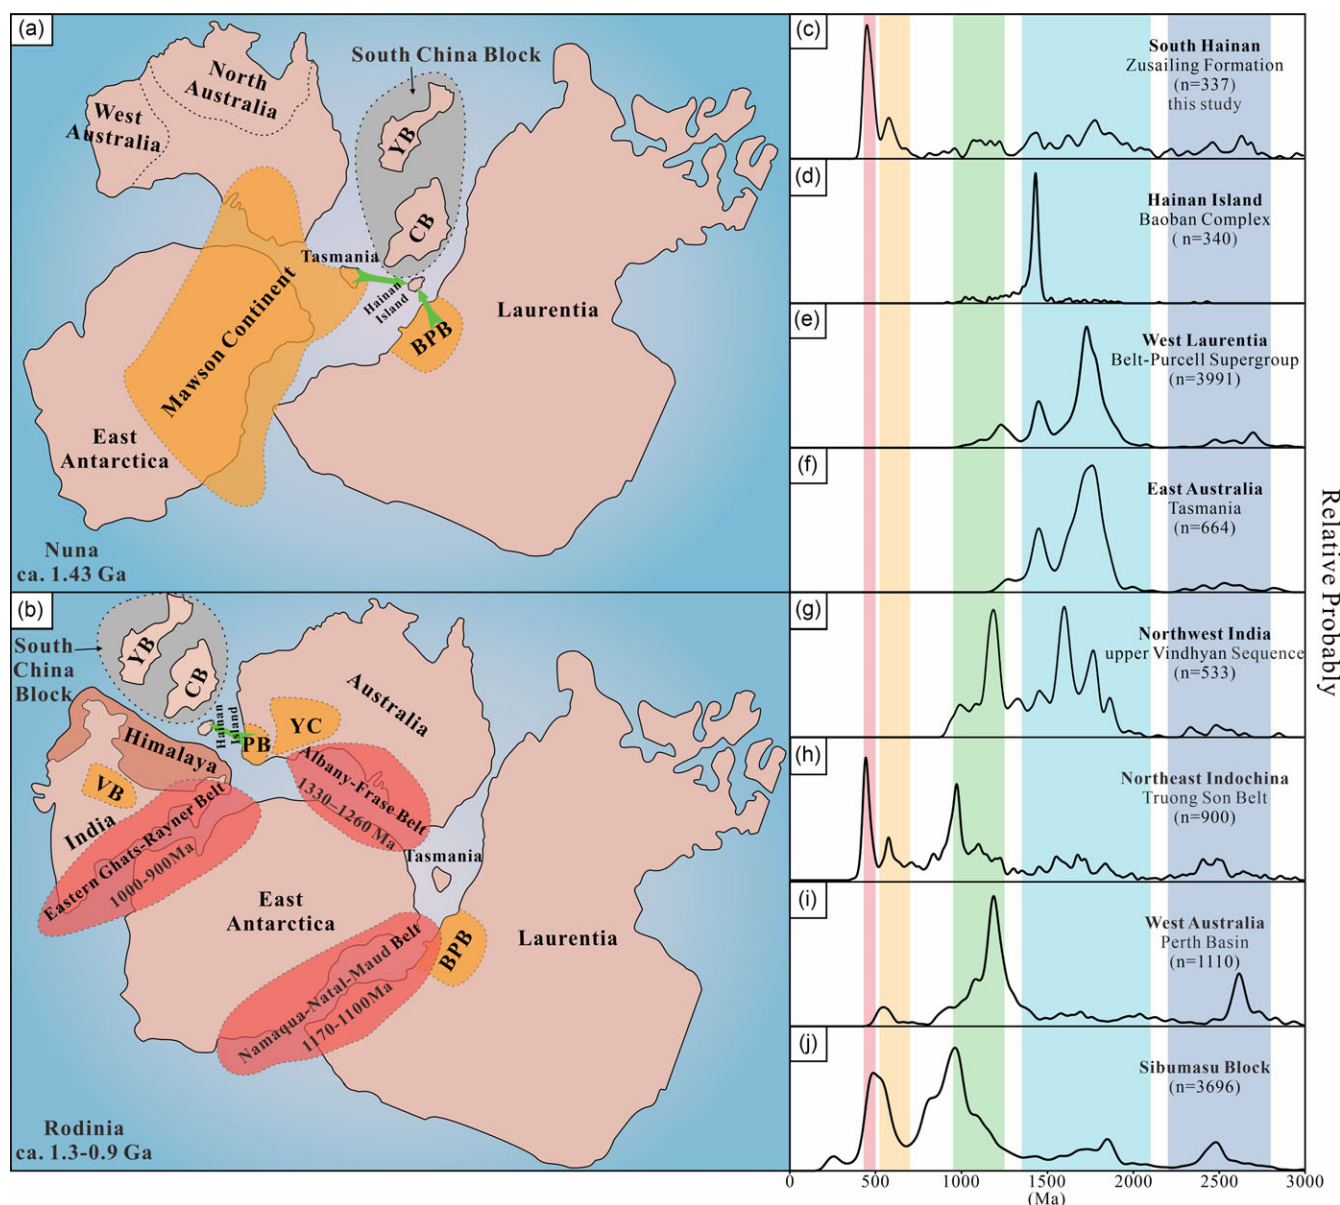 (a)
South China Block
North
Australia
West
Australia
YB
CB
Tasmania
Hainan
Island
Laurentia
BPB
Mawson Continent
East
Antarctica
Nuna
ca. 1.43 Ga
(b)
South
China
Block
YB
CB
Hainan
Island
Australia
PB
YC
Himalaya
VB
India
Albany-Frase Belt
1330-1260 Ma
Eastern Ghats-Rayner Belt
1000-900Ma
Tasmania
East
Antarctica
Laurentia
BPB
Namaqua-Natal-Maud Belt
1170-1100Ma
Rodinia
ca. 1.3-0.9 Ga
(c)
South Hainan
Zusailing Formation
(n=337)
this study
(d)
Hainan Island
Baoban Complex
( n=340)
(e)
West Laurentia
Belt-Purcell Supergroup
(n=3991)
(f)
East Australia
Tasmania
(n=664)
(g)
Northwest India
upper Vindhyan Sequence
(n=533)
(h)
Northeast Indochina
Truong Son Belt
(n=900)
(i)
West Australia
Perth Basin
(n=1110)
(j)
Sibumasu Block
(n=3696)
0 500 1000 1500 2000 2500 3000
(Ma)
Relative Probably